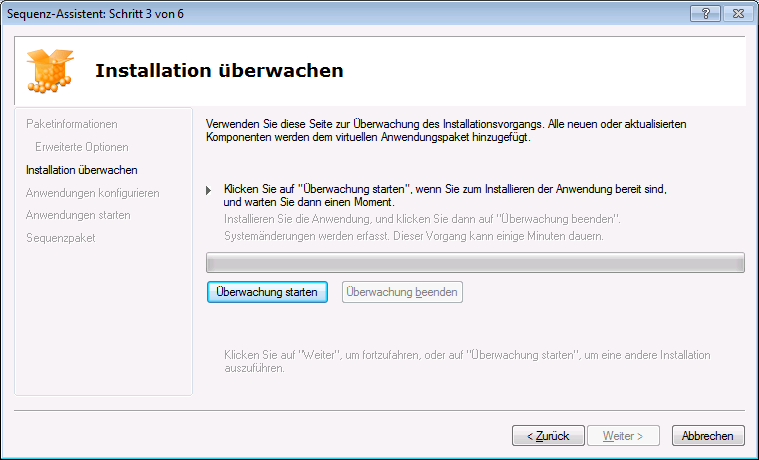 Sequenz-Assistent: Schritt 3 von 6
Installation überwachen
Paketinformationen
Erweiterte Optionen
Installation überwachen
Anwendungen konfigurieren
Anwendungen starten
Sequenzpaket
Verwenden Sie diese Seite zur Überwachung des Installationsvorgangs. Alle neuen oder aktualisierten
Komponenten werden dem virtuellen Anwendungspaket hinzugefügt.
Klicken Sie auf "Überwachung starten", wenn Sie zum Installieren der Anwendung bereit sind,
und warten Sie dann einen Moment.
Installieren Sie die Anwendung, und klicken Sie dann auf "Überwachung beenden".
Systemänderungen werden erfasst. Dieser Vorgang kann einige Minuten dauern.
Überwachung starten Überwachung beenden
Klicken Sie auf "Weiter", um fortzufahren, oder auf "Überwachung starten", um eine andere Installation
auszuführen.
< Zurück Weiter > Abbrechen